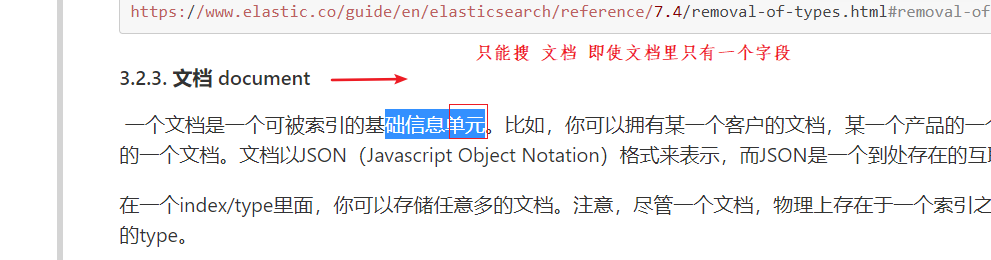 https://www.elastic.co/guide/en/elasticsearch/reference/7.4/removal-of-types.html#removal-of
只能搜 文档 即使文档里只有一个字段
3.2.3. 文档 document
一个文档是一个可被索引的基础信息单元。比如，你可以拥有某一个客户的文档，某一个产品的一个
的一个文档。文档以JSON（Javascript Object Notation）格式来表示，而JSON是一个到处存在的互
在一个index/type里面，你可以存储任意多的文档。注意，尽管一个文档，物理上存在于一个索引之
的type。